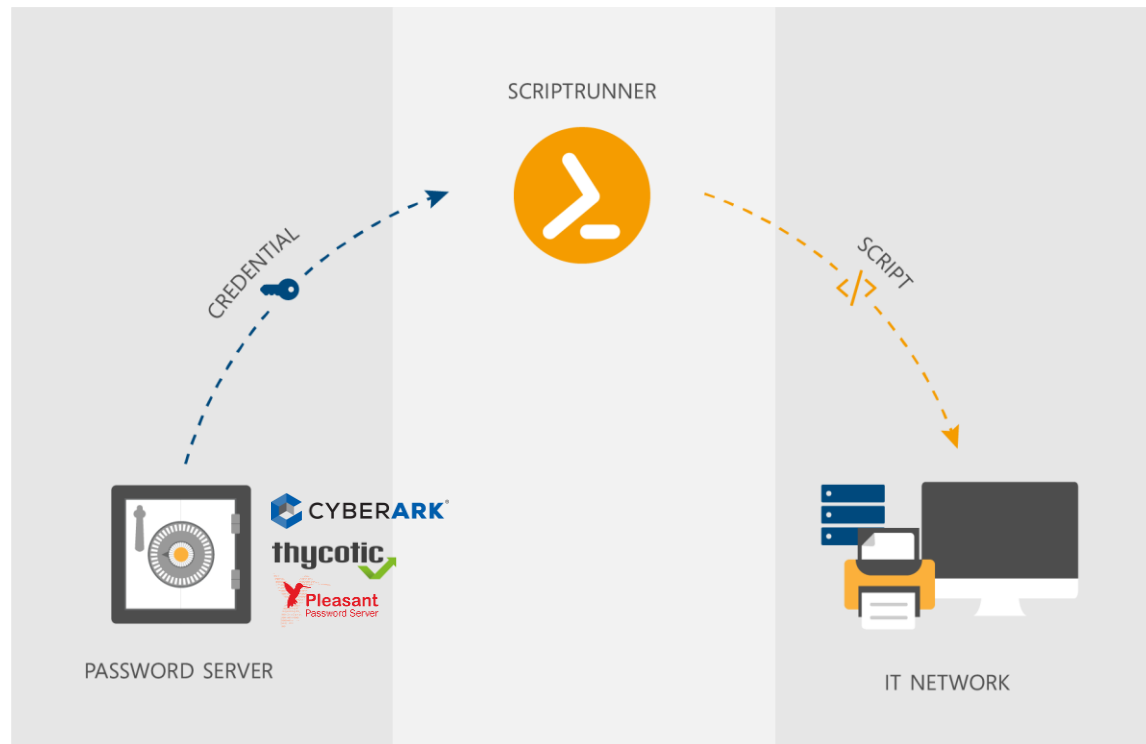 SCRIPTRUNNER
CREDENTIAL
SCRIPT
</>
CYBERARK®
thycotic
Pleasant
Password Server
PASSWORD SERVER
IT NETWORK